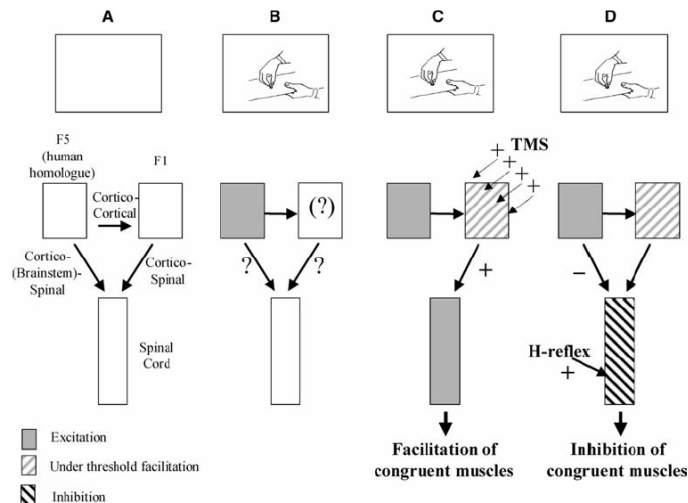 A
B
C
D
F5
(human
homologue)
F1
Cortico-
Cortical
Cortico-
(Brainstem)-
Spinal
Cortico-
Spinal
Spinal
Cord
(?)
?
?
TMS
+
+
+
+
+
+
−
H-reflex
+
Facilitation of
congruent muscles
Inhibition of
congruent muscles
Excitation
Under threshold facilitation
Inhibition